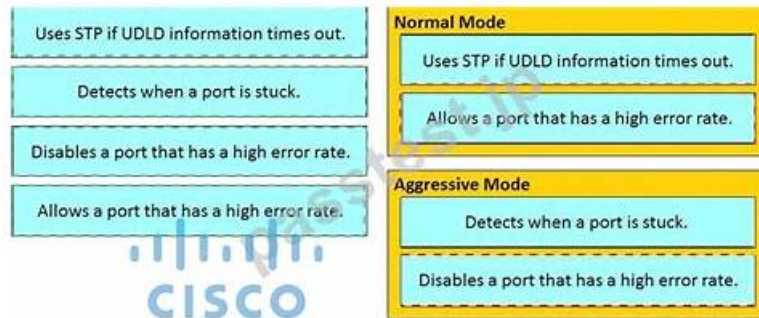 Uses STP if UDLD information times out.
Detects when a port is stuck.
Disables a port that has a high error rate.
Allows a port that has a high error rate.
Normal Mode
Uses STP if UDLD information times out.
Allows a port that has a high error rate.
Aggressive Mode
Detects when a port is stuck.
Disables a port that has a high error rate.
CISCO
passtest.jp